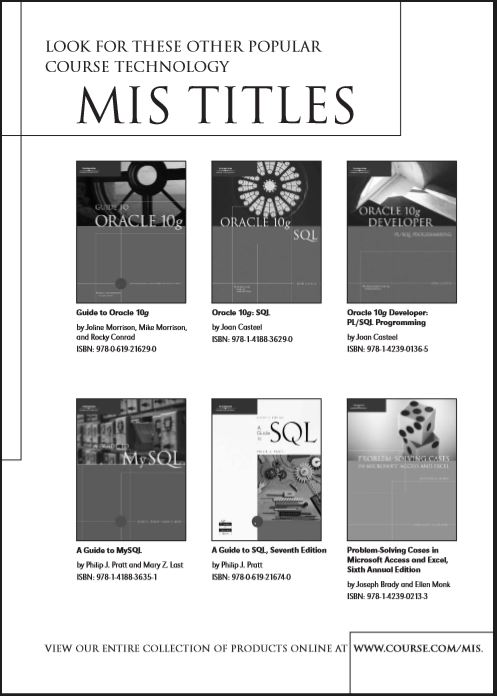 LOOK FOR THESE OTHER POPULAR
COURSE TECHNOLOGY
MIS TITLES
GUIDE TO
ORACLE 10g
ORACLE 10g
SQL
ORACLE 10g
DEVELOPER
PL/SQL PROGRAMMING
Guide to Oracle 10g
by Joline Morrison, Mike Morrison,
and Rocky Conrad
ISBN: 978-0-619-21629-0
Oracle 10g: SQL
by Joan Casteel
ISBN: 978-1-4188-3629-0
Oracle 10g Developer:
PL/SQL Programming
by Joan Casteel
ISBN: 978-1-4239-0136-5
MySQL
A
Guide
to
SQL
PHILIP J. PRATT
PROBLEM-SOLVING CASES
IN MICROSOFT ACCESS AND EXCEL
A Guide to MySQL
by Philip J. Pratt and Mary Z. Last
ISBN: 978-1-4188-3635-1
A Guide to SQL, Seventh Edition
by Philip J. Pratt
ISBN: 978-0-619-21674-0
Problem-Solving Cases in
Microsoft Access and Excel,
Sixth Annual Edition
by Joseph Brady and Ellen Monk
ISBN: 978-1-4239-0213-3
VIEW OUR ENTIRE COLLECTION OF PRODUCTS ONLINE AT WWW.COURSE.COM/MIS.